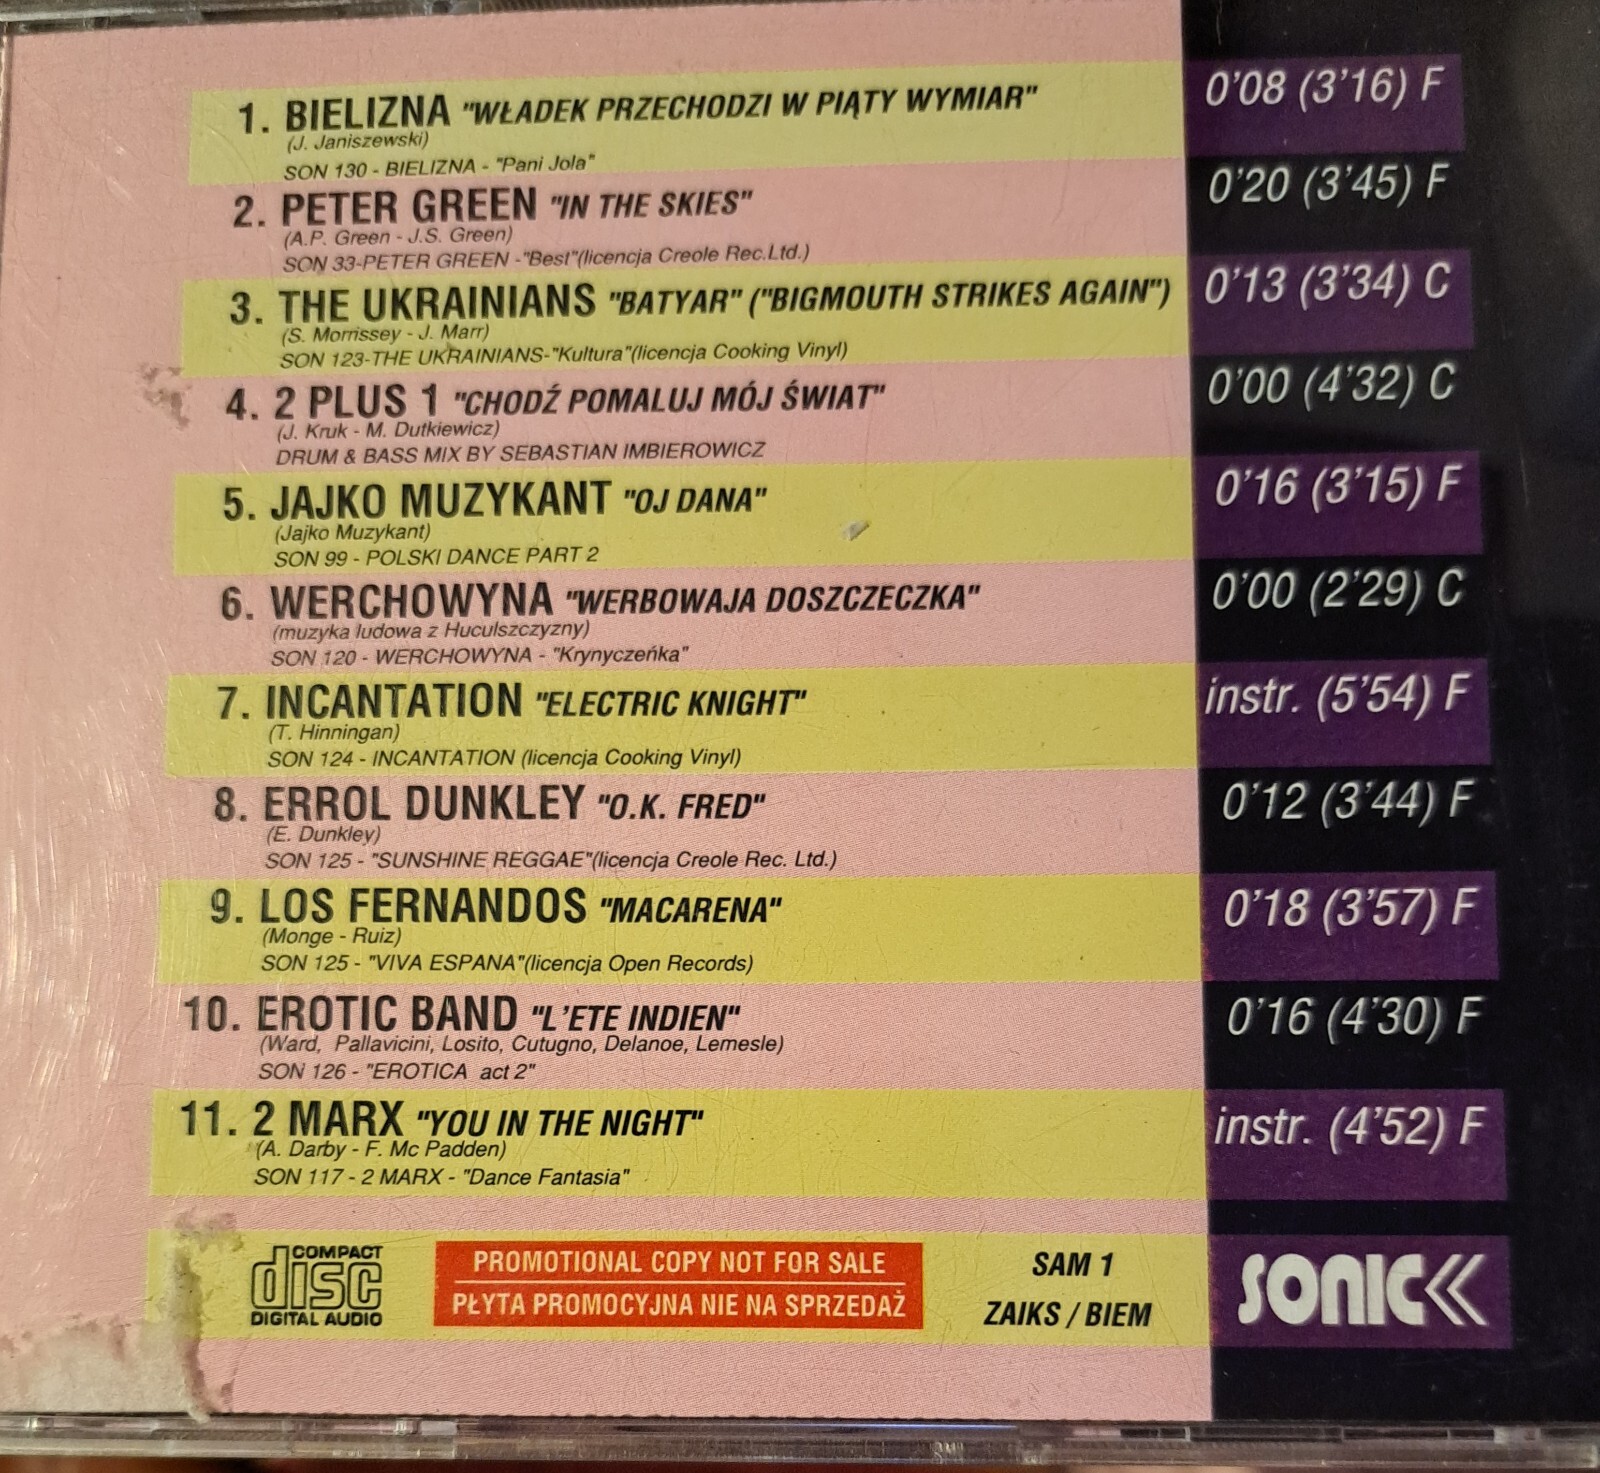 1. BIELIZNA "WŁADEK PRZECHODZI W PIĄTY WYMIAR" 0'08 (3'16) F
(J. Janiszewski)
SON 130 - BIELIZNA - "Pani Jola"
2. PETER GREEN "IN THE SKIES" 0'20 (3'45) F
(A.P. Green - J.S. Green)
SON 33-PETER GREEN -"Best"(licencja Creole Rec.Ltd.)
3. THE UKRAINIANS "BATYAR" ("BIGMOUTH STRIKES AGAIN") 0'13 (3'34) C
(S. Morrissey - J. Marr)
SON 123-THE UKRAINIANS-"Kultura"(licencja Cooking Vinyl)
4. 2 PLUS 1 "CHODŹ POMALUJ MÓJ ŚWIAT" 0'00 (4'32) C
(J. Kruk - M. Dutkiewicz)
DRUM & BASS MIX BY SEBASTIAN IMBIEROWICZ
5. JAJKO MUZYKANT "OJ DANA" 0'16 (3'15) F
(Jajko Muzykant)
SON 99 - POLSKI DANCE PART 2
6. WERCHOWYNA "WERBOWAJA DOSZCZECZKA" 0'00 (2'29) C
(muzyka ludowa z Huculszczyzny)
SON 120 - WERCHOWYNA - "Krynyczeńka"
7. INCANTATION "ELECTRIC KNIGHT" instr. (5'54) F
(T. Hinningan)
SON 124 - INCANTATION (licencja Cooking Vinyl)
8. ERROL DUNKLEY "O.K. FRED" 0'12 (3'44) F
(E. Dunkley)
SON 125 - "SUNSHINE REGGAE"(licencja Creole Rec. Ltd.)
9. LOS FERNANDOS "MACARENA" 0'18 (3'57) F
(Monge - Ruiz)
SON 125 - "VIVA ESPANA"(licencja Open Records)
10. EROTIC BAND "L'ETE INDIEN" 0'16 (4'30) F
(Ward, Pallavicini, Losito, Cutugno, Delanoe, Lemesle)
SON 126 - "EROTICA act 2"
11. 2 MARX "YOU IN THE NIGHT" instr. (4'52) F
(A. Darby - F. Mc Padden)
SON 117 - 2 MARX - "Dance Fantasia"
COMPACT
disc
DIGITAL AUDIO
PROMOTIONAL COPY NOT FOR SALE
PŁYTA PROMOCYJNA NIE NA SPRZEDAŻ
SAM 1
ZAIKS / BIEM
SONIC